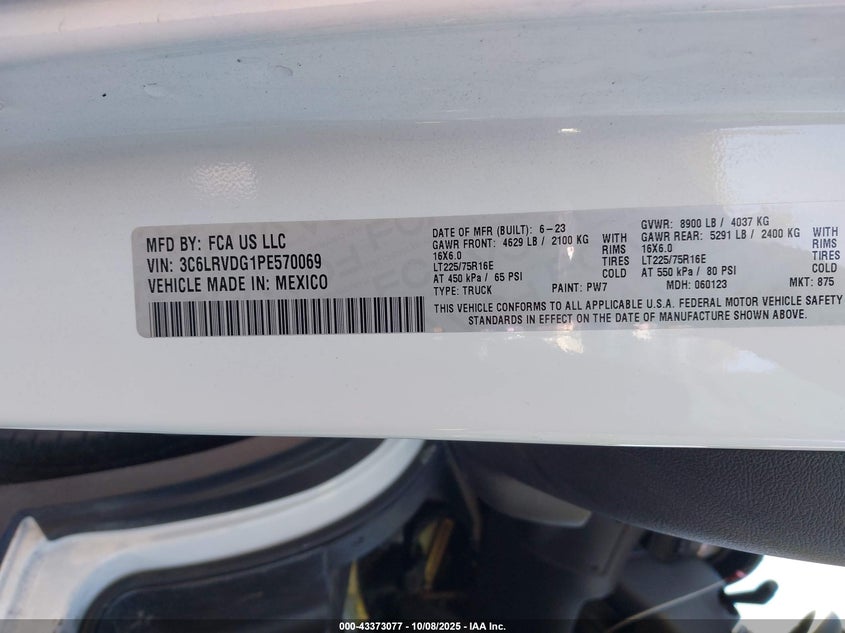 MFD BY: FCA US LLC
VIN: 3C6LRVDG1PE570069
VEHICLE MADE IN: MEXICO
DATE OF MFR (BUILT): 6-23
GAWR FRONT: 4629 LB / 2100 KG WITH
16X6.0 RIMS
LT225/75R16E TIRES
AT 450 kPa / 65 PSI COLD
TYPE: TRUCK PAINT: PW7
GVWR: 8900 LB / 4037 KG
GAWR REAR: 5291 LB / 2400 KG WITH
16X6.0 RIMS
LT225/75R16E TIRES
AT 550 kPa / 80 PSI COLD
MDH: 060123 MKT: 875
THIS VEHICLE CONFORMS TO ALL APPLICABLE U.S.A. FEDERAL MOTOR VEHICLE SAFETY
STANDARDS IN EFFECT ON THE DATE OF MANUFACTURE SHOWN ABOVE.
000-43373077 - 10/08/2025 - IAA Inc.